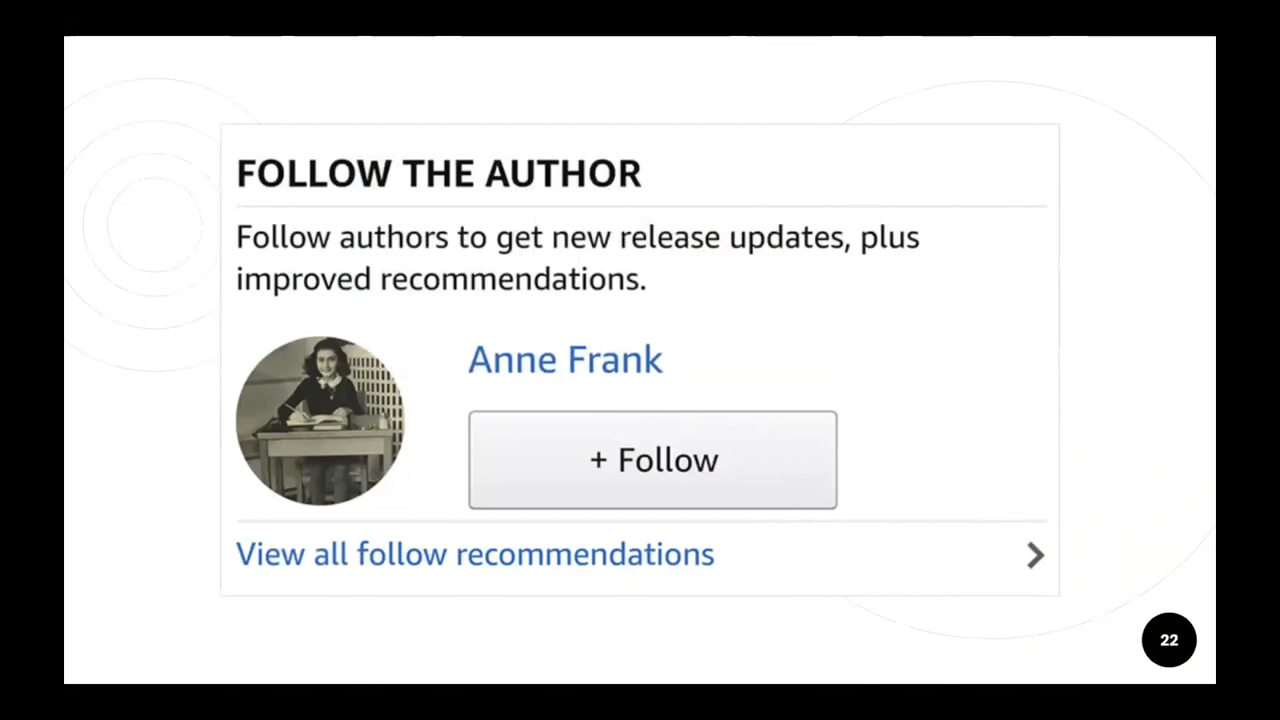 FOLLOW THE AUTHOR
Follow authors to get new release updates, plus
improved recommendations.
Anne Frank
+ Follow
View all follow recommendations
22